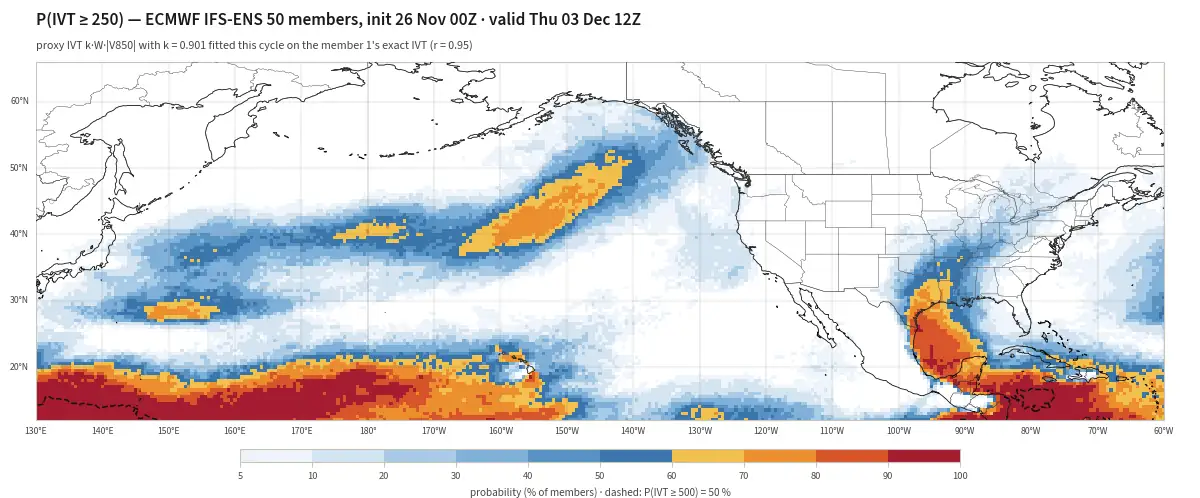 P(IVT ≥ 250) — ECMWF IFS-ENS 50 members, init 26 Nov 00Z · valid Thu 03 Dec 12Z
proxy IVT k·W·|V850| with k = 0.901 fitted this cycle on the member 1's exact IVT (r = 0.95)
60°N
50°N
40°N
30°N
20°N
130°E 140°E 150°E 160°E 170°E 180° 170°W 160°W 150°W 140°W 130°W 120°W 110°W 100°W 90°W 80°W 70°W 60°W
5 10 20 30 40 50 60 70 80 90 100
probability (% of members) · dashed: P(IVT ≥ 500) = 50 %